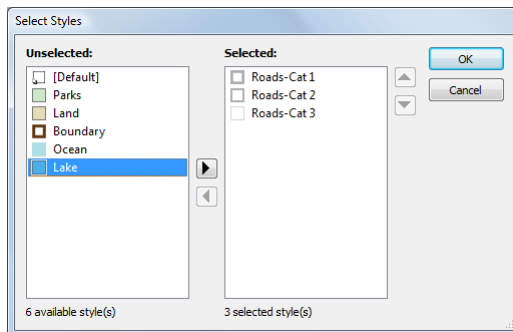 Select Styles
Unselected:
[Default]
Parks
Land
Boundary
Ocean
Lake
6 available style(s)
Selected:
Roads-Cat 1
Roads-Cat 2
Roads-Cat 3
3 selected style(s)
OK
Cancel